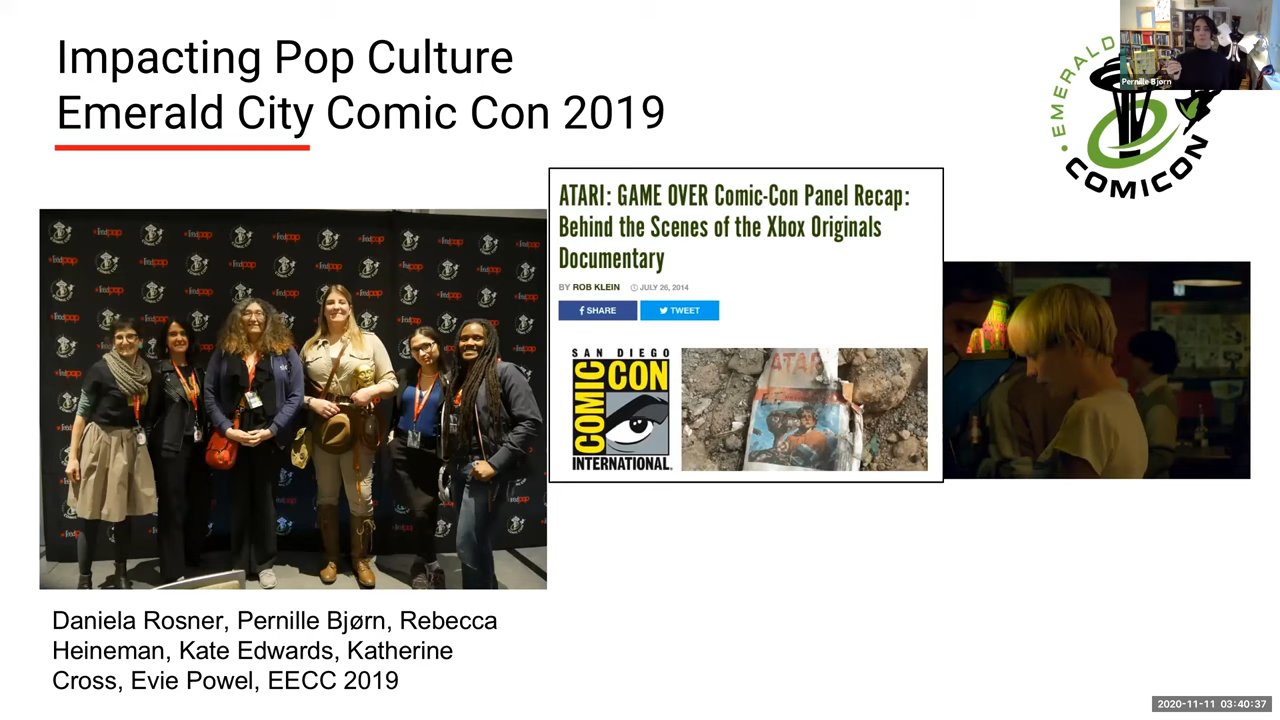 Impacting Pop Culture
Emerald City Comic Con 2019
EMERALD
COMICON
Pernille Bjørn
ATARI: GAME OVER Comic-Con Panel Recap:
Behind the Scenes of the Xbox Originals
Documentary
BY ROB KLEIN JULY 26, 2014
SHARE
TWEET
SAN DIEGO
COMIC
CON
INTERNATIONAL
ATARI
Daniela Rosner, Pernille Bjørn, Rebecca
Heineman, Kate Edwards, Katherine
Cross, Evie Powel, EECC 2019
2020-11-11 03:40:37